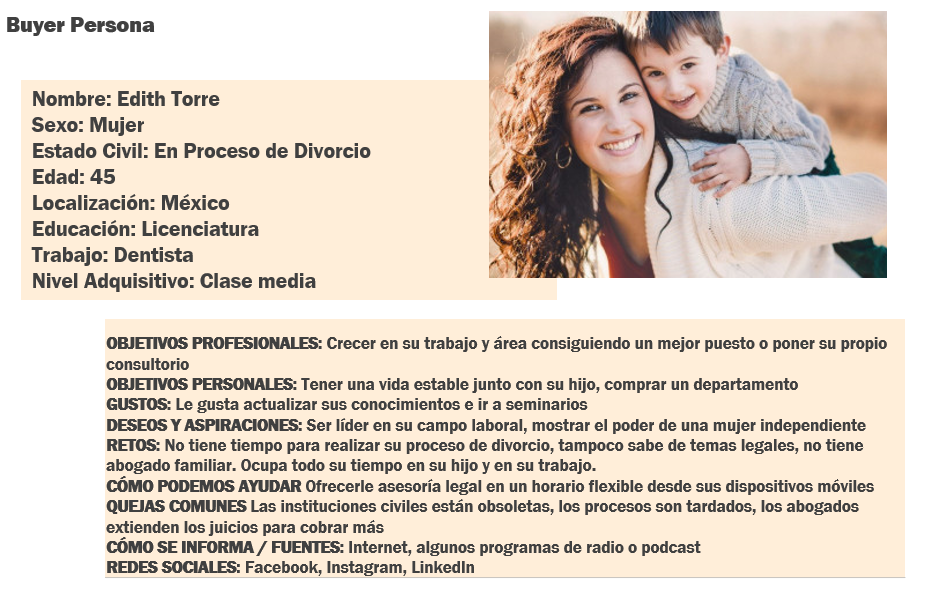 Buyer Persona
Nombre: Edith Torre
Sexo: Mujer
Estado Civil: En Proceso de Divorcio
Edad: 45
Localización: México
Educación: Licenciatura
Trabajo: Dentista
Nivel Adquisitivo: Clase media
OBJETIVOS PROFESIONALES: Crecer en su trabajo y área consiguiendo un mejor puesto o poner su propio
consultorio
OBJETIVOS PERSONALES: Tener una vida estable junto con su hijo, comprar un departamento
GUSTOS: Le gusta actualizar sus conocimientos e ir a seminarios
DESEOS Y ASPIRACIONES: Ser líder en su campo laboral, mostrar el poder de una mujer independiente
RETOS: No tiene tiempo para realizar su proceso de divorcio, tampoco sabe de temas legales, no tiene
abogado familiar. Ocupa todo su tiempo en su hijo y en su trabajo.
CÓMO PODEMOS AYUDAR Ofrecerle asesoría legal en un horario flexible desde sus dispositivos móviles
QUEJAS COMUNES Las instituciones civiles están obsoletas, los procesos son tardados, los abogados
extienden los juicios para cobrar más
CÓMO SE INFORMA / FUENTES: Internet, algunos programas de radio o podcast
REDES SOCIALES: Facebook, Instagram, LinkedIn